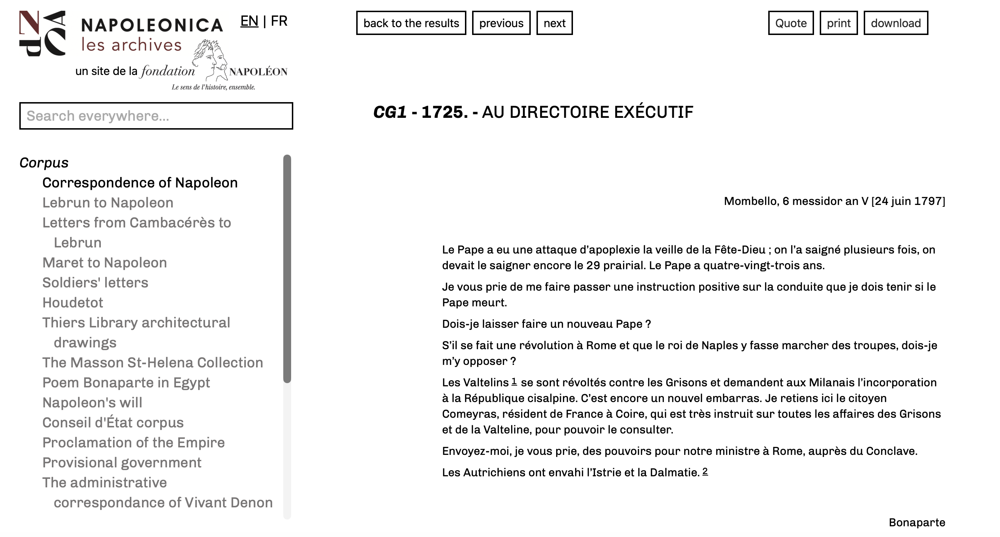 NAPOLEONICA
les archives
EN | FR
un site de la fondation NAPOLÉON
Le sens de l'histoire, ensemble.
Search everywhere...
Corpus
Correspondence of Napoleon
Lebrun to Napoleon
Letters from Cambacérès to
Lebrun
Maret to Napoleon
Soldiers' letters
Houdetot
Thiers Library architectural
drawings
The Masson St-Helena Collection
Poem Bonaparte in Egypt
Napoleon's will
Conseil d'État corpus
Proclamation of the Empire
Provisional government
The administrative
correspondance of Vivant Denon
back to the results
previous
next
Quote
print
download
CG1 - 1725. - AU DIRECTOIRE EXÉCUTIF
Mombello, 6 messidor an V [24 juin 1797]
Le Pape a eu une attaque d’apoplexie la veille de la Fête-Dieu ; on l’a saigné plusieurs fois, on
devait le saigner encore le 29 prairial. Le Pape a quatre-vingt-trois ans.
Je vous prie de me faire passer une instruction positive sur la conduite que je dois tenir si le
Pape meurt.
Dois-je laisser faire un nouveau Pape ?
S’il se fait une révolution à Rome et que le roi de Naples y fasse marcher des troupes, dois-je
m’y opposer ?
Les Valtelins 1 se sont révoltés contre les Grisons et demandent aux Milanais l’incorporation
à la République cisalpine. C’est encore un nouvel embarras. Je retiens ici le citoyen
Comeyras, résident de France à Coire, qui est très instruit sur toutes les affaires des Grisons
et de la Valteline, pour pouvoir le consulter.
Envoyez-moi, je vous prie, des pouvoirs pour notre ministre à Rome, auprès du Conclave.
Les Autrichiens ont envahi l’Istrie et la Dalmatie. 2
Bonaparte